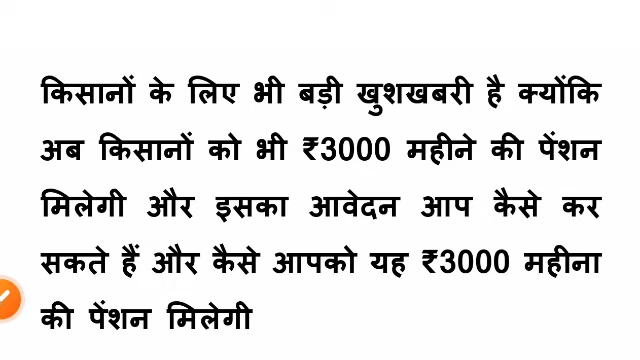 किसानों के लिए भी बड़ी खुशखबरी है क्योंकि
अब किसानों को भी ₹3000 महीने की पेंशन
मिलेगी और इसका आवेदन आप कैसे कर
सकते हैं और कैसे आपको यह ₹3000 महीना
की पेंशन मिलेगी